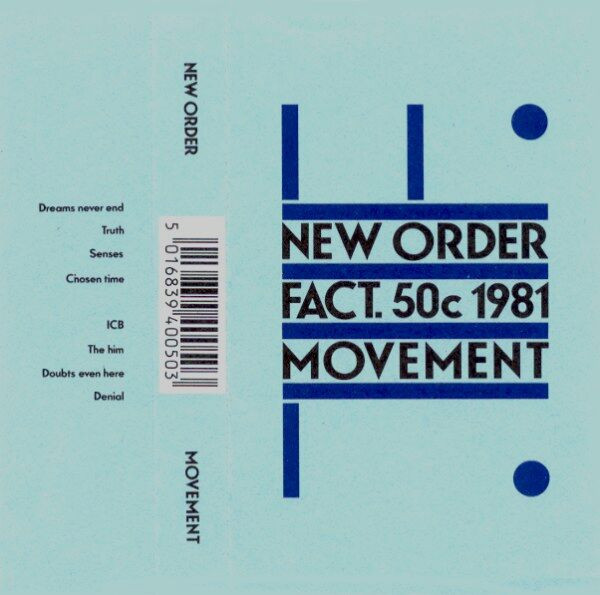 Dreams never end
Truth
Senses
Chosen time
ICB
The him
Doubts even here
Denial
NEW ORDER
5 016839 400503
MOVEMENT
NEW ORDER
FACT. 50c 1981
MOVEMENT